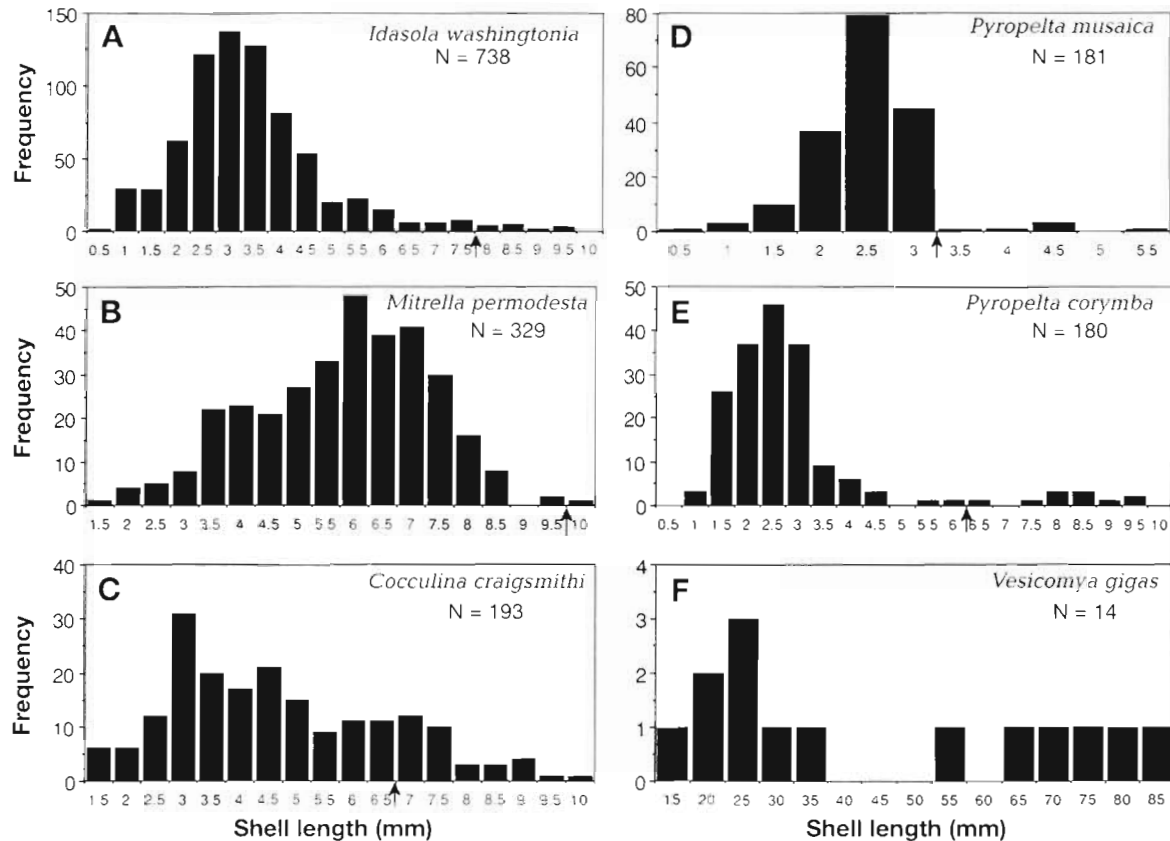 A
Idasola washingtonia
N = 738
Frequency
150
100
50
0
0.5 1 1.5 2 2.5 3 3.5 4 4.5 5 5.5 6 6.5 7 7.5 8 8.5 9 9.5 10
D
Pyropelta musaica
N = 181
80
60
40
20
0
0.5 1 1.5 2 2.5 3 3.5 4 4.5 5 5.5
B
Mitrella permodesta
N = 329
Frequency
50
40
30
20
10
0
1.5 2 2.5 3 3.5 4 4.5 5 5.5 6 6.5 7 7.5 8 8.5 9 9.5 10
E
Pyropelta corymba
N = 180
50
40
30
20
10
0
0.5 1 1.5 2 2.5 3 3.5 4 4.5 5 5.5 6 6.5 7 7.5 8 8.5 9 9.5 10
C
Cocculina craigsmithi
N = 193
Frequency
40
30
20
10
0
1.5 2 2.5 3 3.5 4 4.5 5 5.5 6 6.5 7 7.5 8 8.5 9 9.5 10
Shell length (mm)
F
Vesicomya gigas
N = 14
4
3
2
1
0
15 20 25 30 35 40 45 50 55 60 65 70 75 80 85
Shell length (mm)